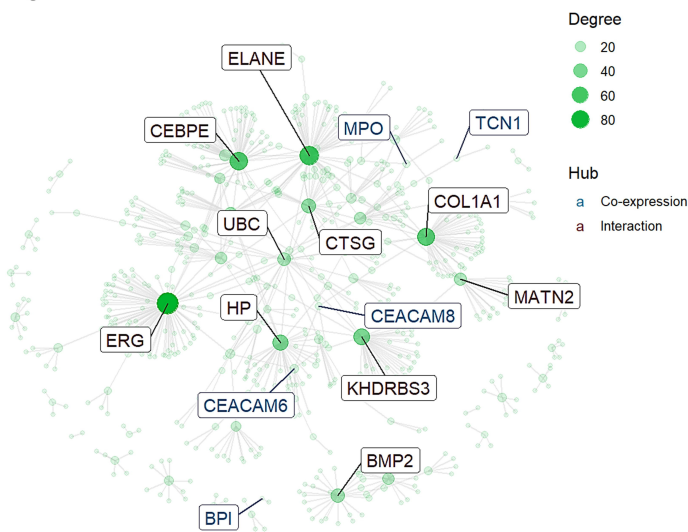 Degree
20
40
60
80
Hub
a Co-expression
a Interaction
ELANE
CEBPE
MPO
TCN1
COL1A1
UBC
CTSG
MATN2
HP
CEACAM8
ERG
KHDRBS3
CEACAM6
BMP2
BPI